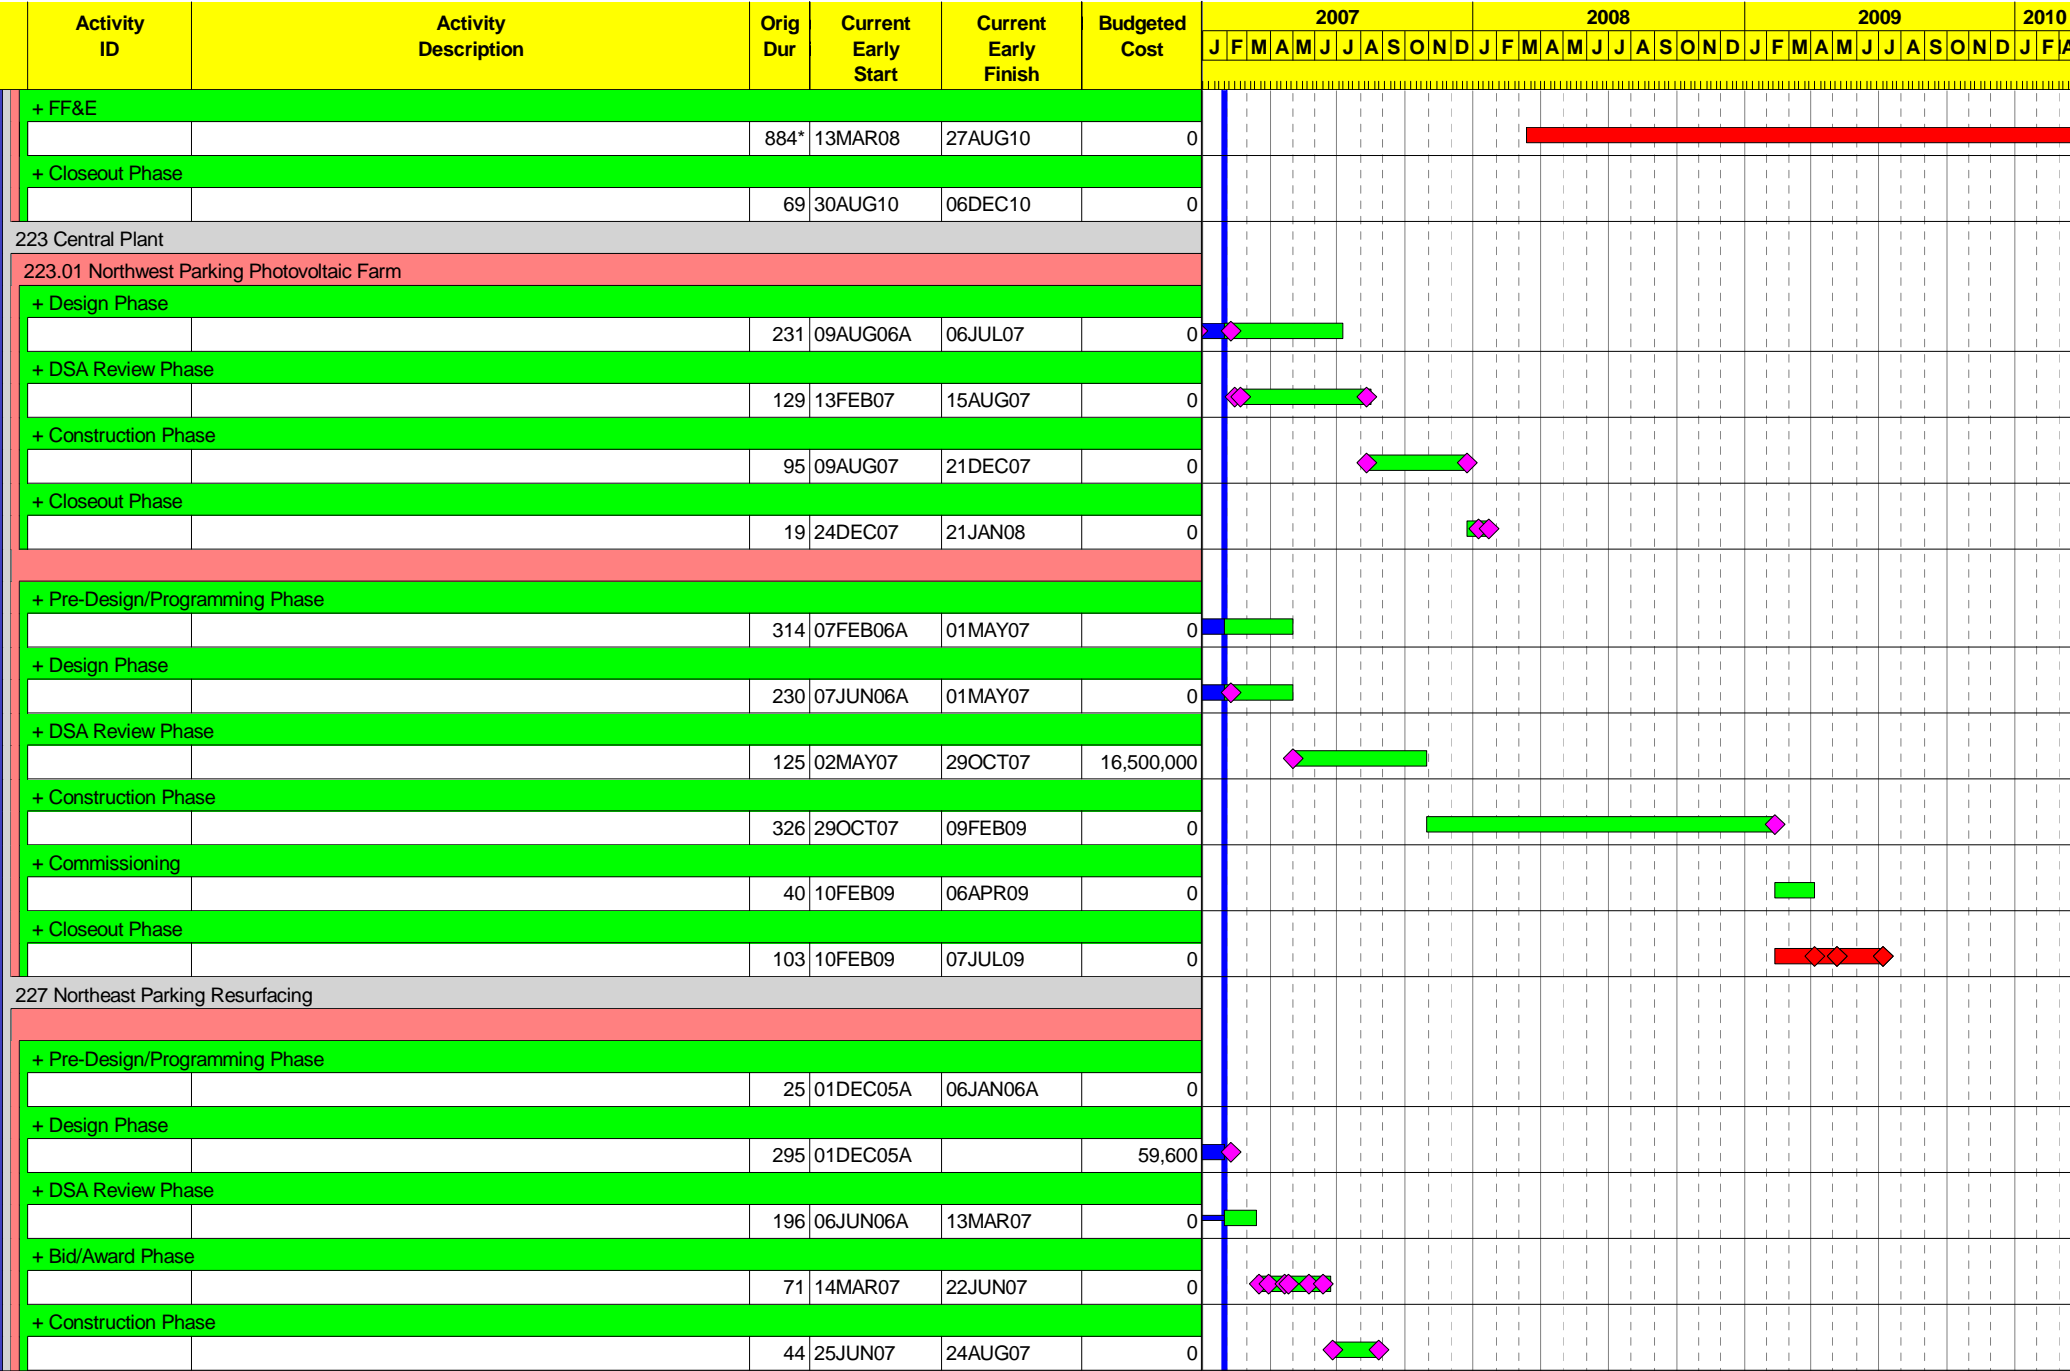 Activity ID Activity Description Orig Dur Current Early Start Current Early Finish Budgeted Cost
2007 2008 2009 2010
J F M A M J J A S O N D J F M A M J J A S O N D J F M A M J J A S O N D J F A
+ FF&E
884* 13MAR08 27AUG10 0
+ Closeout Phase
69 30AUG10 06DEC10 0
223 Central Plant
223.01 Northwest Parking Photovoltaic Farm
+ Design Phase
231 09AUG06A 06JUL07 0
+ DSA Review Phase
129 13FEB07 15AUG07 0
+ Construction Phase
95 09AUG07 21DEC07 0
+ Closeout Phase
19 24DEC07 21JAN08 0
+ Pre-Design/Programming Phase
314 07FEB06A 01MAY07 0
+ Design Phase
230 07JUN06A 01MAY07 0
+ DSA Review Phase
125 02MAY07 29OCT07 16,500,000
+ Construction Phase
326 29OCT07 09FEB09 0
+ Commissioning
40 10FEB09 06APR09 0
+ Closeout Phase
103 10FEB09 07JUL09 0
227 Northeast Parking Resurfacing
+ Pre-Design/Programming Phase
25 01DEC05A 06JAN06A 0
+ Design Phase
295 01DEC05A 59,600
+ DSA Review Phase
196 06JUN06A 13MAR07 0
+ Bid/Award Phase
71 14MAR07 22JUN07 0
+ Construction Phase
44 25JUN07 24AUG07 0